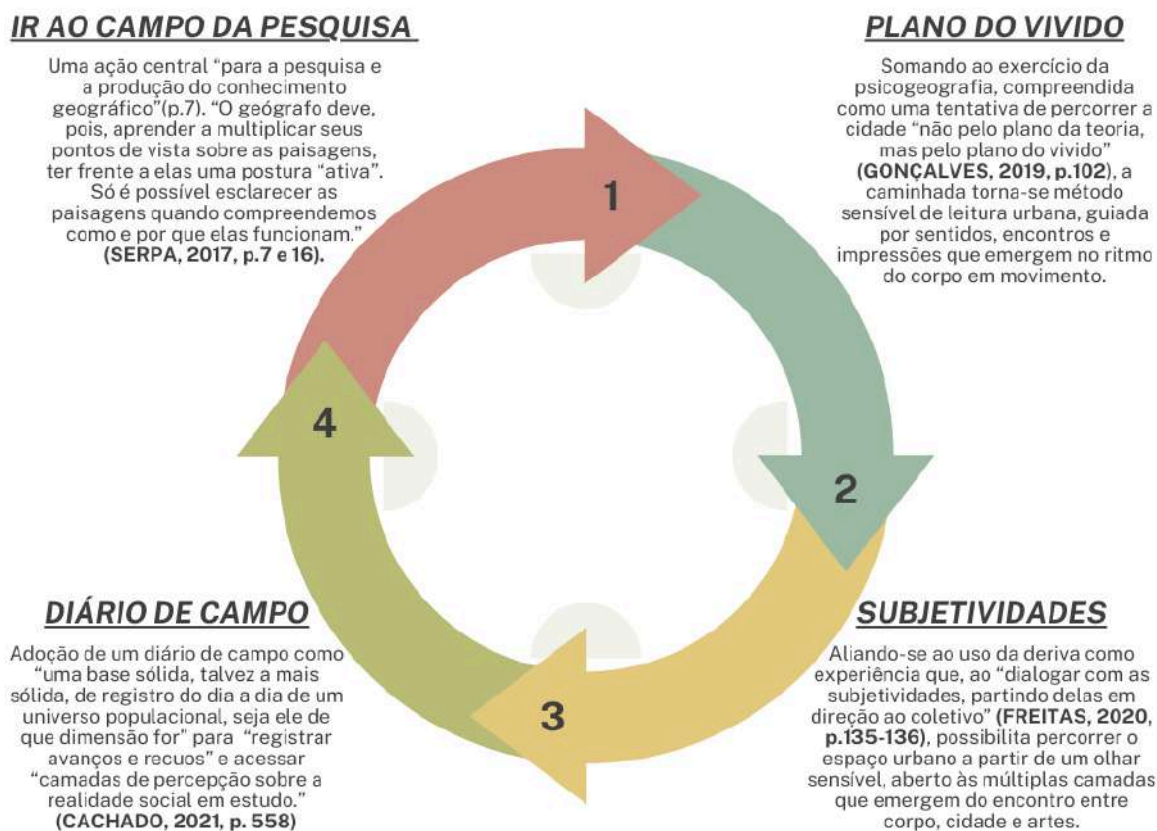 IR AO CAMPO DA PESQUISA
Uma ação central “para a pesquisa e
a produção do conhecimento
geográfico”(p.7). “O geógrafo deve,
pois, aprender a multiplicar seus
pontos de vista sobre as paisagens,
ter frente a elas uma postura “ativa”.
Só é possível esclarecer as
paisagens quando compreendemos
como e por que elas funcionam.”
(SERPA, 2017, p.7 e 16).
PLANO DO VIVIDO
Somando ao exercício da
psicogeografia, compreendida
como uma tentativa de percorrer a
cidade “não pelo plano da teoria,
mas pelo plano do vivido”
(GONÇALVES, 2019, p.102), a
caminhada torna-se método
sensível de leitura urbana, guiada
por sentidos, encontros e
impressões que emergem no ritmo
do corpo em movimento.
1
2
3
4
SUBJETIVIDADES
Aliando-se ao uso da deriva como
experiência que, ao “dialogar com as
subjetividades, partindo delas em
direção ao coletivo” (FREITAS, 2020,
p.135-136), possibilita percorrer o
espaço urbano a partir de um olhar
sensível, aberto às múltiplas camadas
que emergem do encontro entre
corpo, cidade e artes.
DIÁRIO DE CAMPO
Adoção de um diário de campo como
“uma base sólida, talvez a mais
sólida, de registro do dia a dia de um
universo populacional, seja ele de
que dimensão for” para “registrar
avanços e recuos” e acessar
“camadas de percepção sobre a
realidade social em estudo.”
(CACHADO, 2021, p. 558)